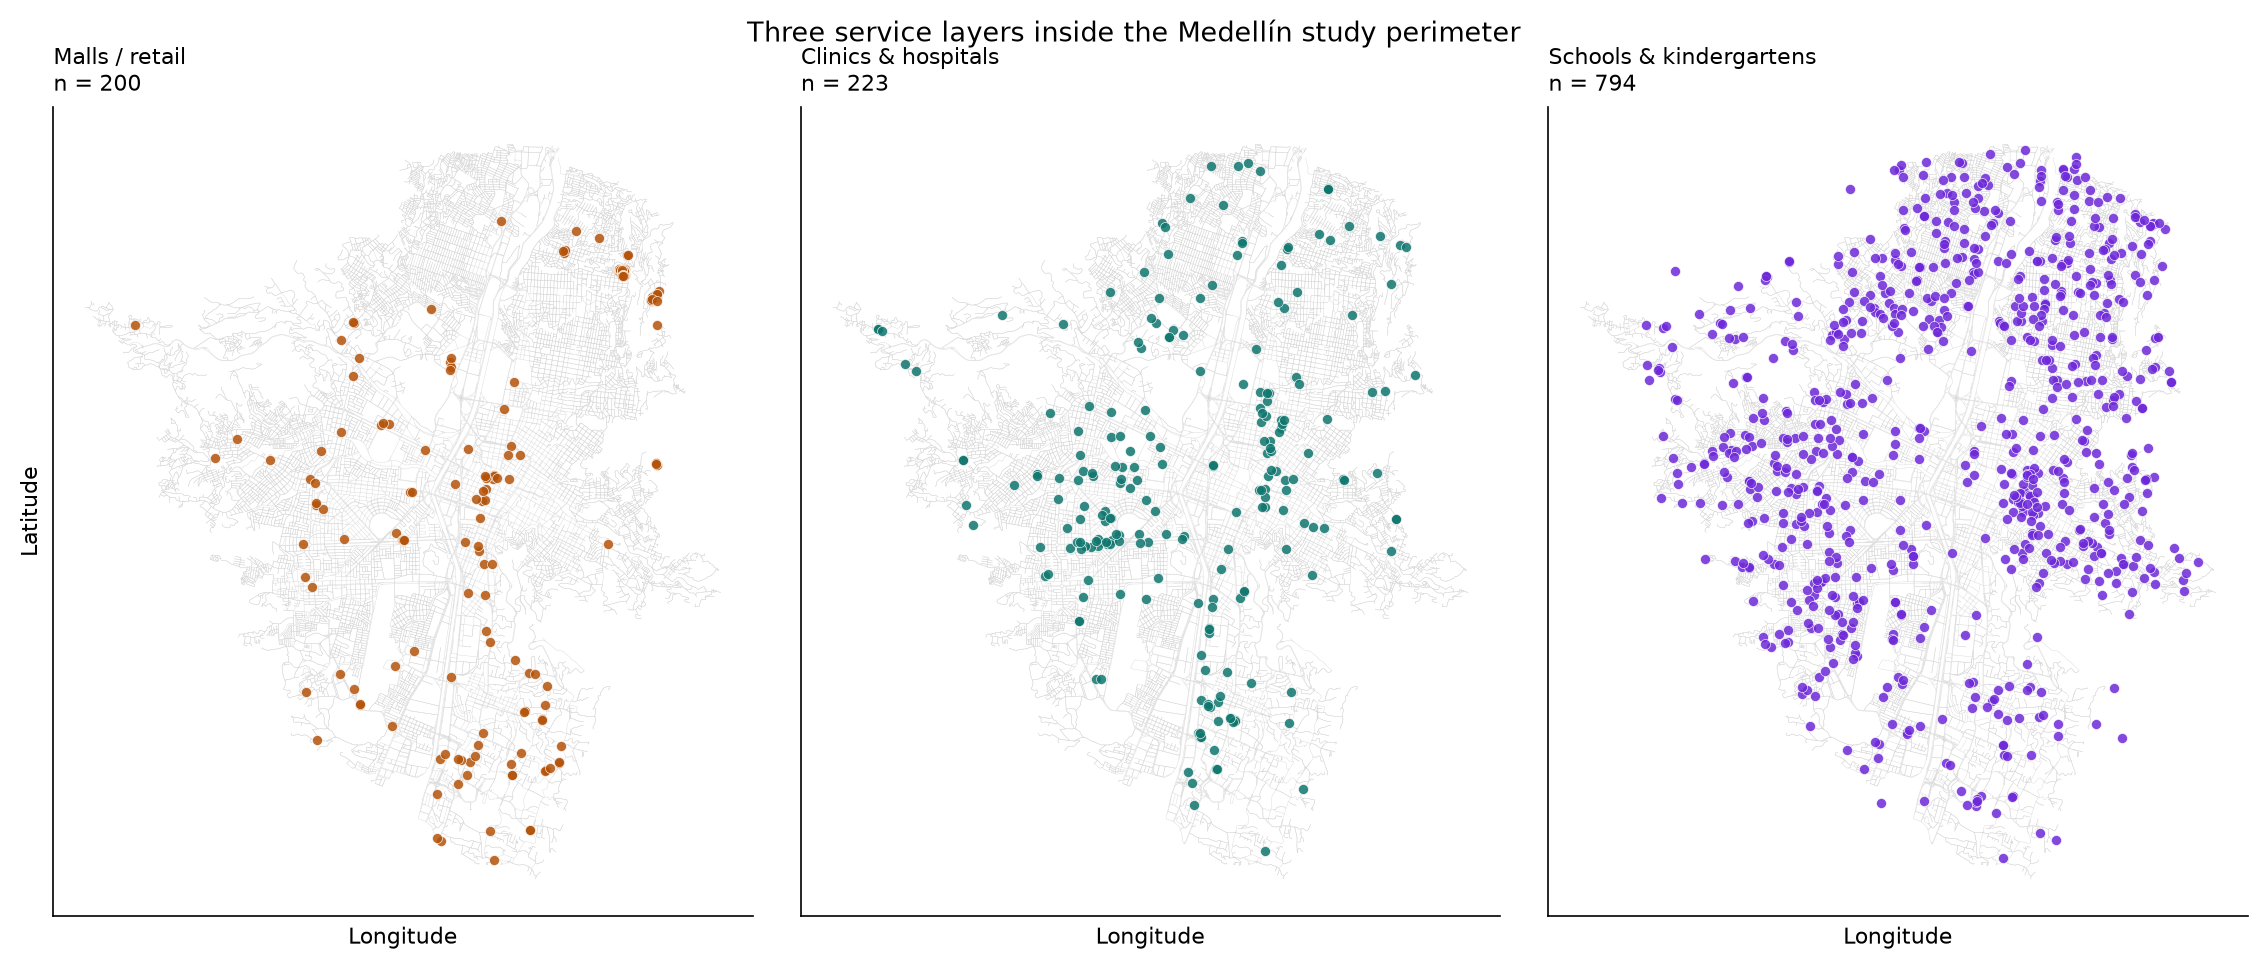 Three service layers inside the Medellín study perimeter
Malls / retail
n = 200
Clinics & hospitals
n = 223
Schools & kindergartens
n = 794
Latitude
Longitude
Longitude
Longitude